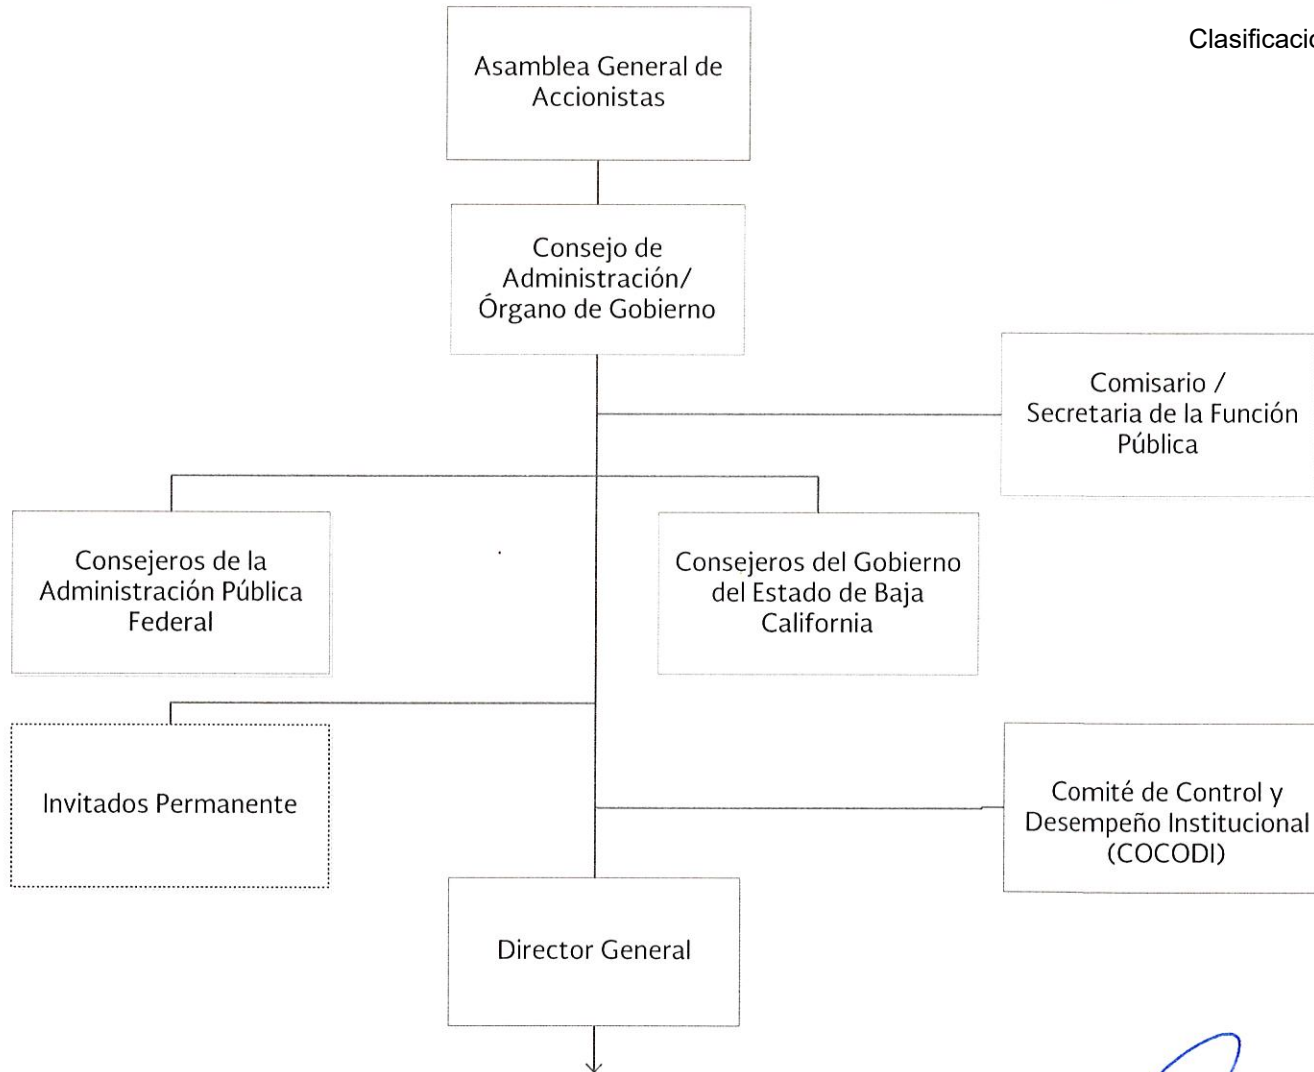 Clasificació
Asamblea General de
Accionistas
Consejo de
Administración/
Órgano de Gobierno
Comisario /
Secretaria de la Función
Pública
Consejeros de la
Administración Pública
Federal
Consejeros del Gobierno
del Estado de Baja
California
Invitados Permanente
Comité de Control y
Desempeño Institucional
(COCODI)
Director General